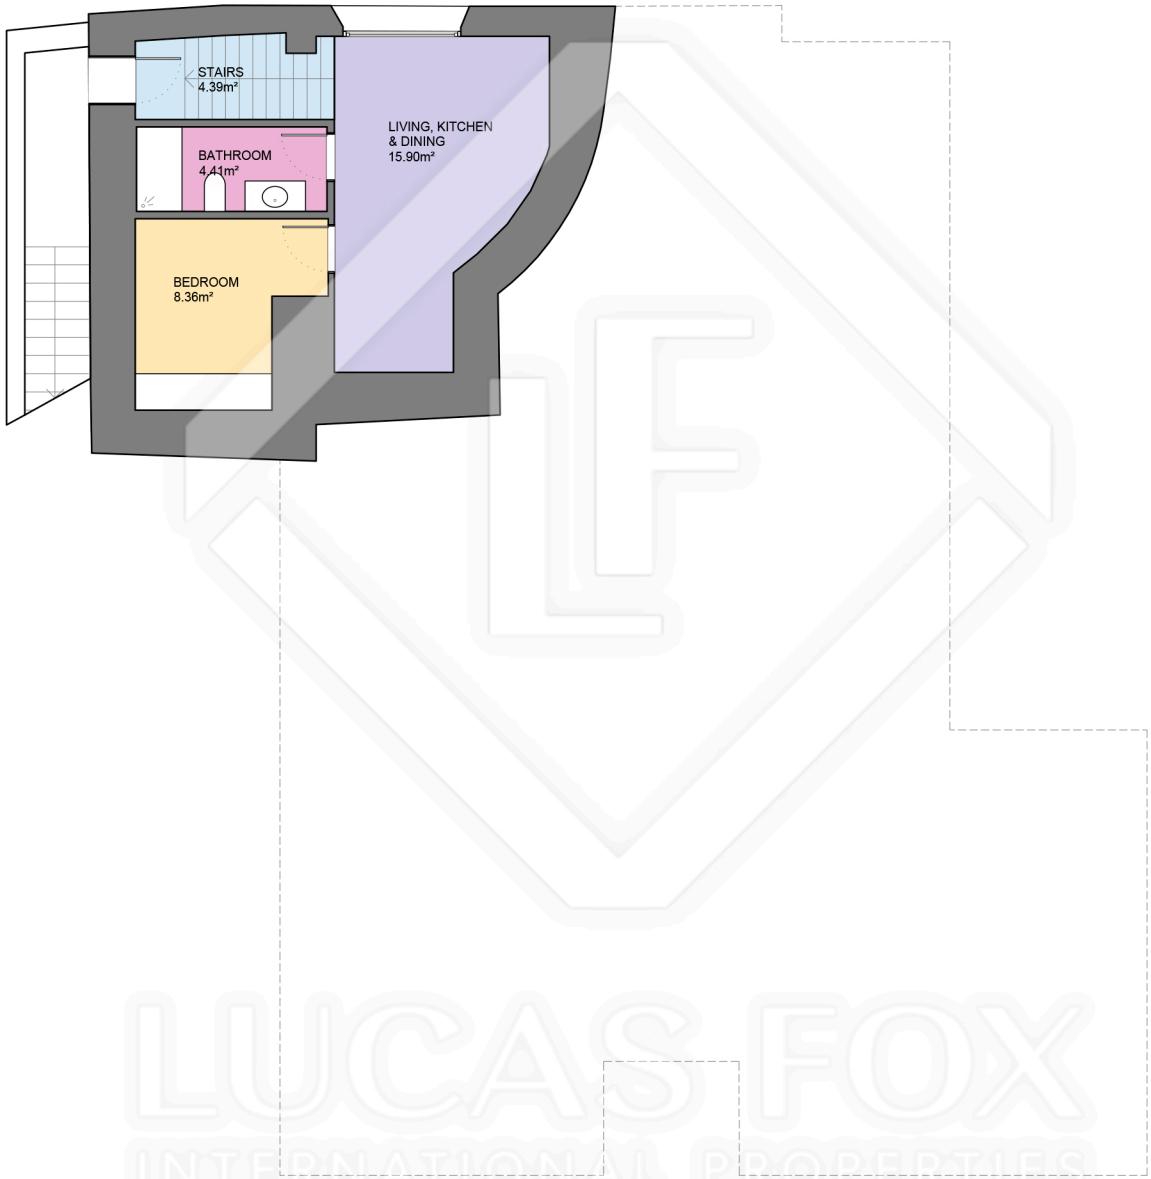 STAIRS
4.39m²
LIVING, KITCHEN
& DINING
15.90m²
BATHROOM
4.41m²
BEDROOM
8.36m²
LF
LUCAS FOX
INTERNATIONAL PROPERTIES